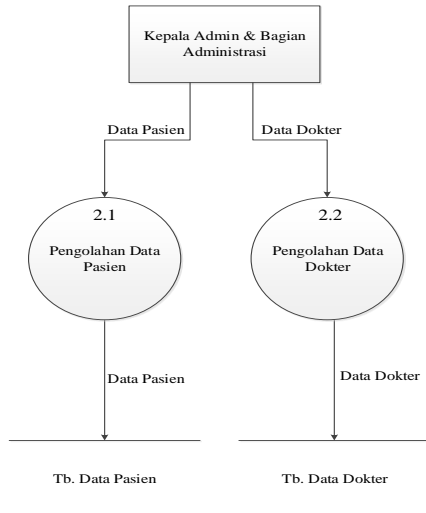 Kepala Admin & Bagian
Administrasi
Data Pasien
Data Dokter
2.1
Pengolahan Data
Pasien
2.2
Pengolahan Data
Dokter
Data Pasien
Data Dokter
Tb. Data Pasien
Tb. Data Dokter